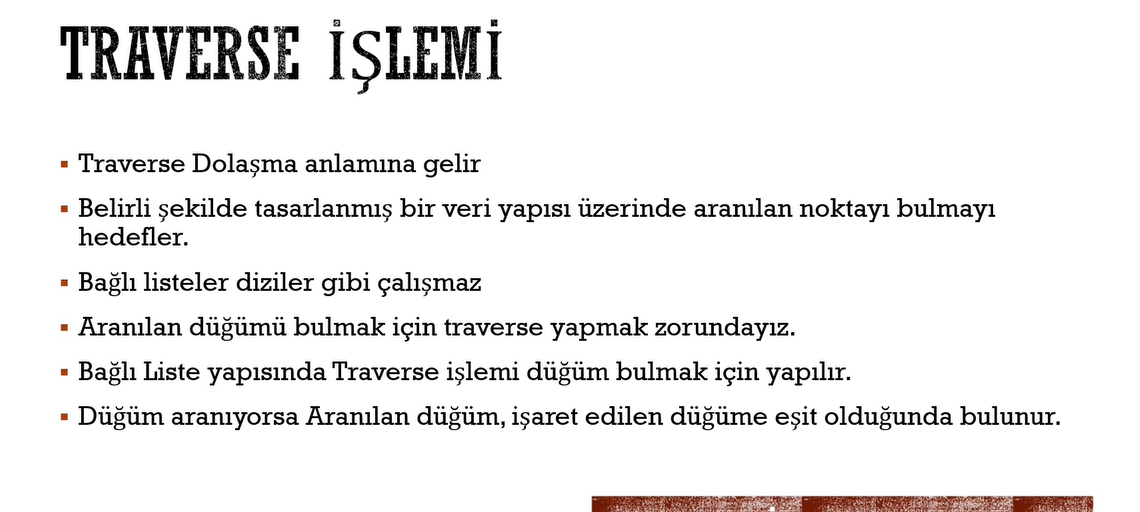 TRAVERSE İŞLEMİ
▪ Traverse Dolaşma anlamına gelir
▪ Belirli şekilde tasarlanmış bir veri yapısı üzerinde aranılan noktayı bulmayı
hedefler.
▪ Bağlı listeler diziler gibi çalışmaz
▪ Aranılan düğümü bulmak için traverse yapmak zorundayız.
▪ Bağlı Liste yapısında Traverse işlemi düğüm bulmak için yapılır.
▪ Düğüm aranıyorsa Aranılan düğüm, işaret edilen düğüme eşit olduğunda bulunur.